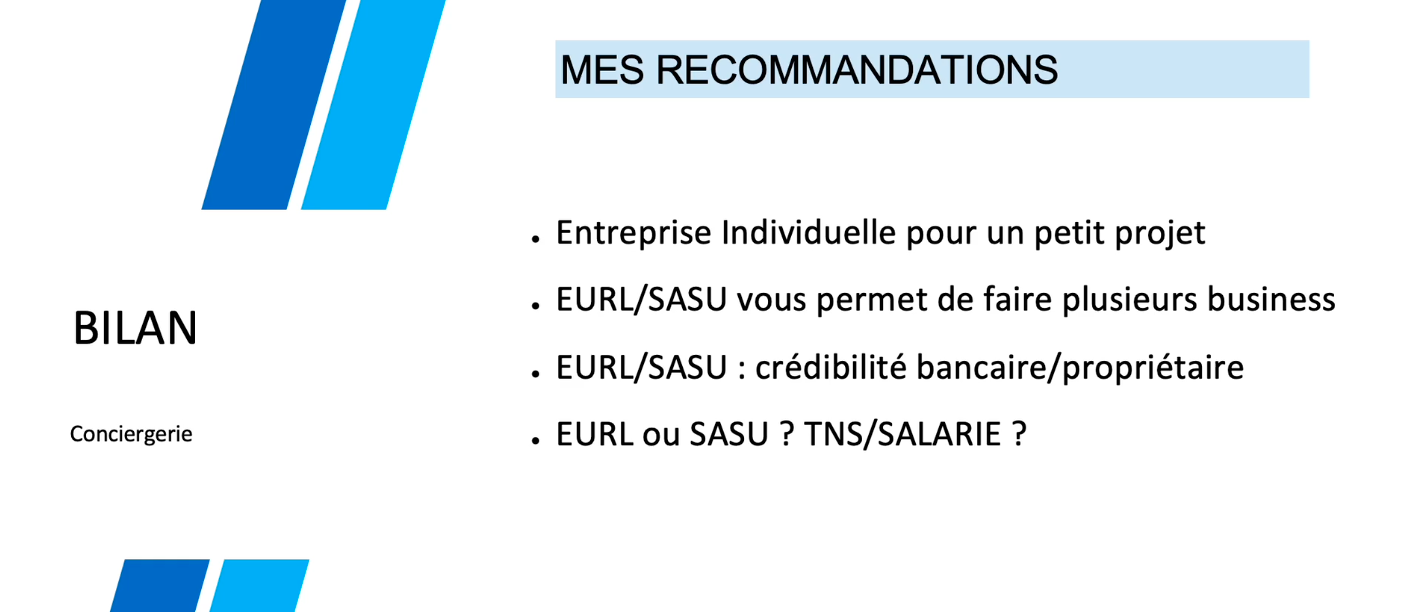 MES RECOMMANDATIONS
BILAN
Conciergerie
• Entreprise Individuelle pour un petit projet
• EURL/SASU vous permet de faire plusieurs business
• EURL/SASU : crédibilité bancaire/propriétaire
• EURL ou SASU ? TNS/SALARIE ?